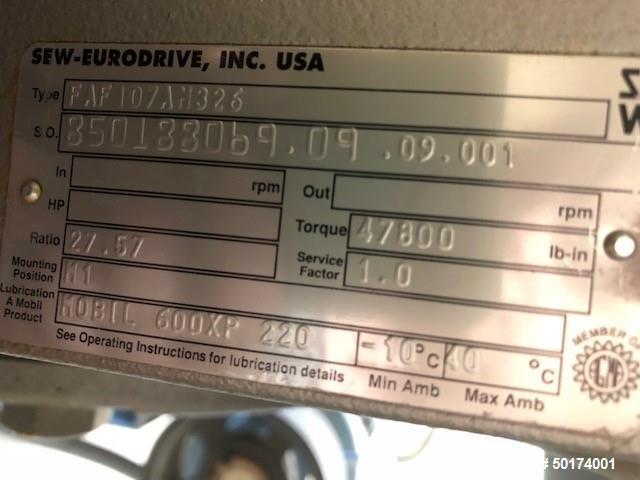 SEW-EURODRIVE, INC. USA
Type FAF107AM326
S.O. 850188069.09 .09.001
In rpm Out rpm
HP Torque 47800 lb-in
Ratio 27.57 Service Factor 1.0
Mounting Position M1
Lubrication A Mobil Product MOBIL 600XP 220 -10°C 40 °C
See Operating Instructions for lubrication details Min Amb Max Amb
MEMBER OF
AGMA
# 50174001